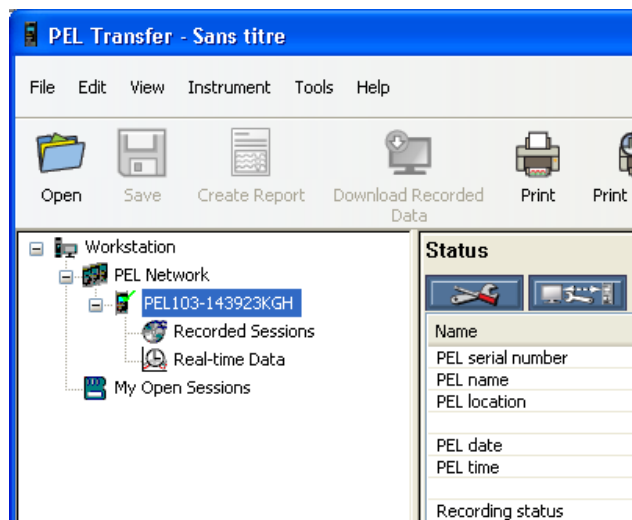 PEL Transfer - Sans titre
File Edit View Instrument Tools Help
Open Save Create Report Download Recorded Data Print Print
Workstation
PEL Network
PEL103-143923KGH
Recorded Sessions
Real-time Data
My Open Sessions
Status
Name
PEL serial number
PEL name
PEL location
PEL date
PEL time
Recording status